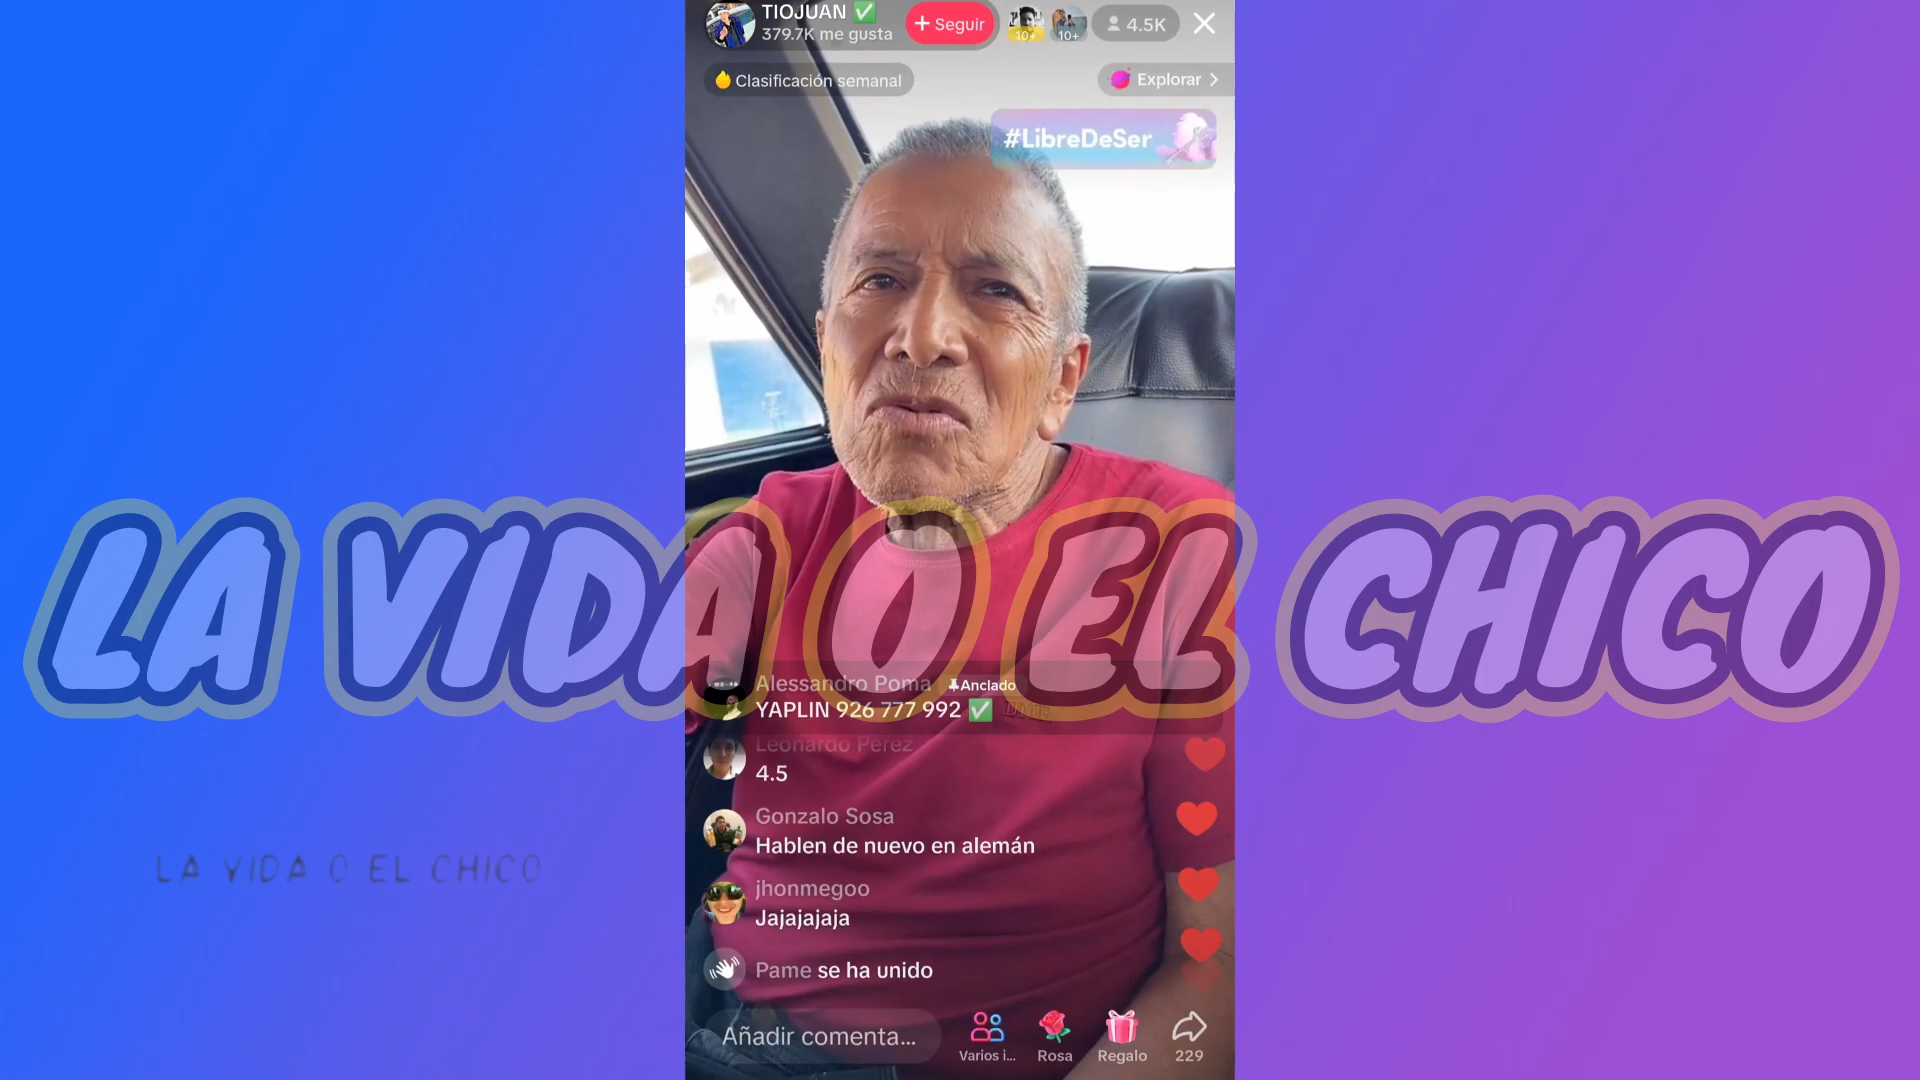 TIOJUAN ✅
379.7K me gusta
+ Seguir
10+
10+
4.5K
Clasificación semanal
Explorar
#LibreDeSer
LA VIDA O EL CHICO
Alessandro Poma Anclado
YAPLIN 926 777 992 ✅
Leonardo Perez
4.5
Gonzalo Sosa
Hablen de nuevo en alemán
LA VIDA O EL CHICO
jhonmegoo
Jajajajaja
Pame se ha unido
Añadir comenta...
Varios i...
Rosa
Regalo
229